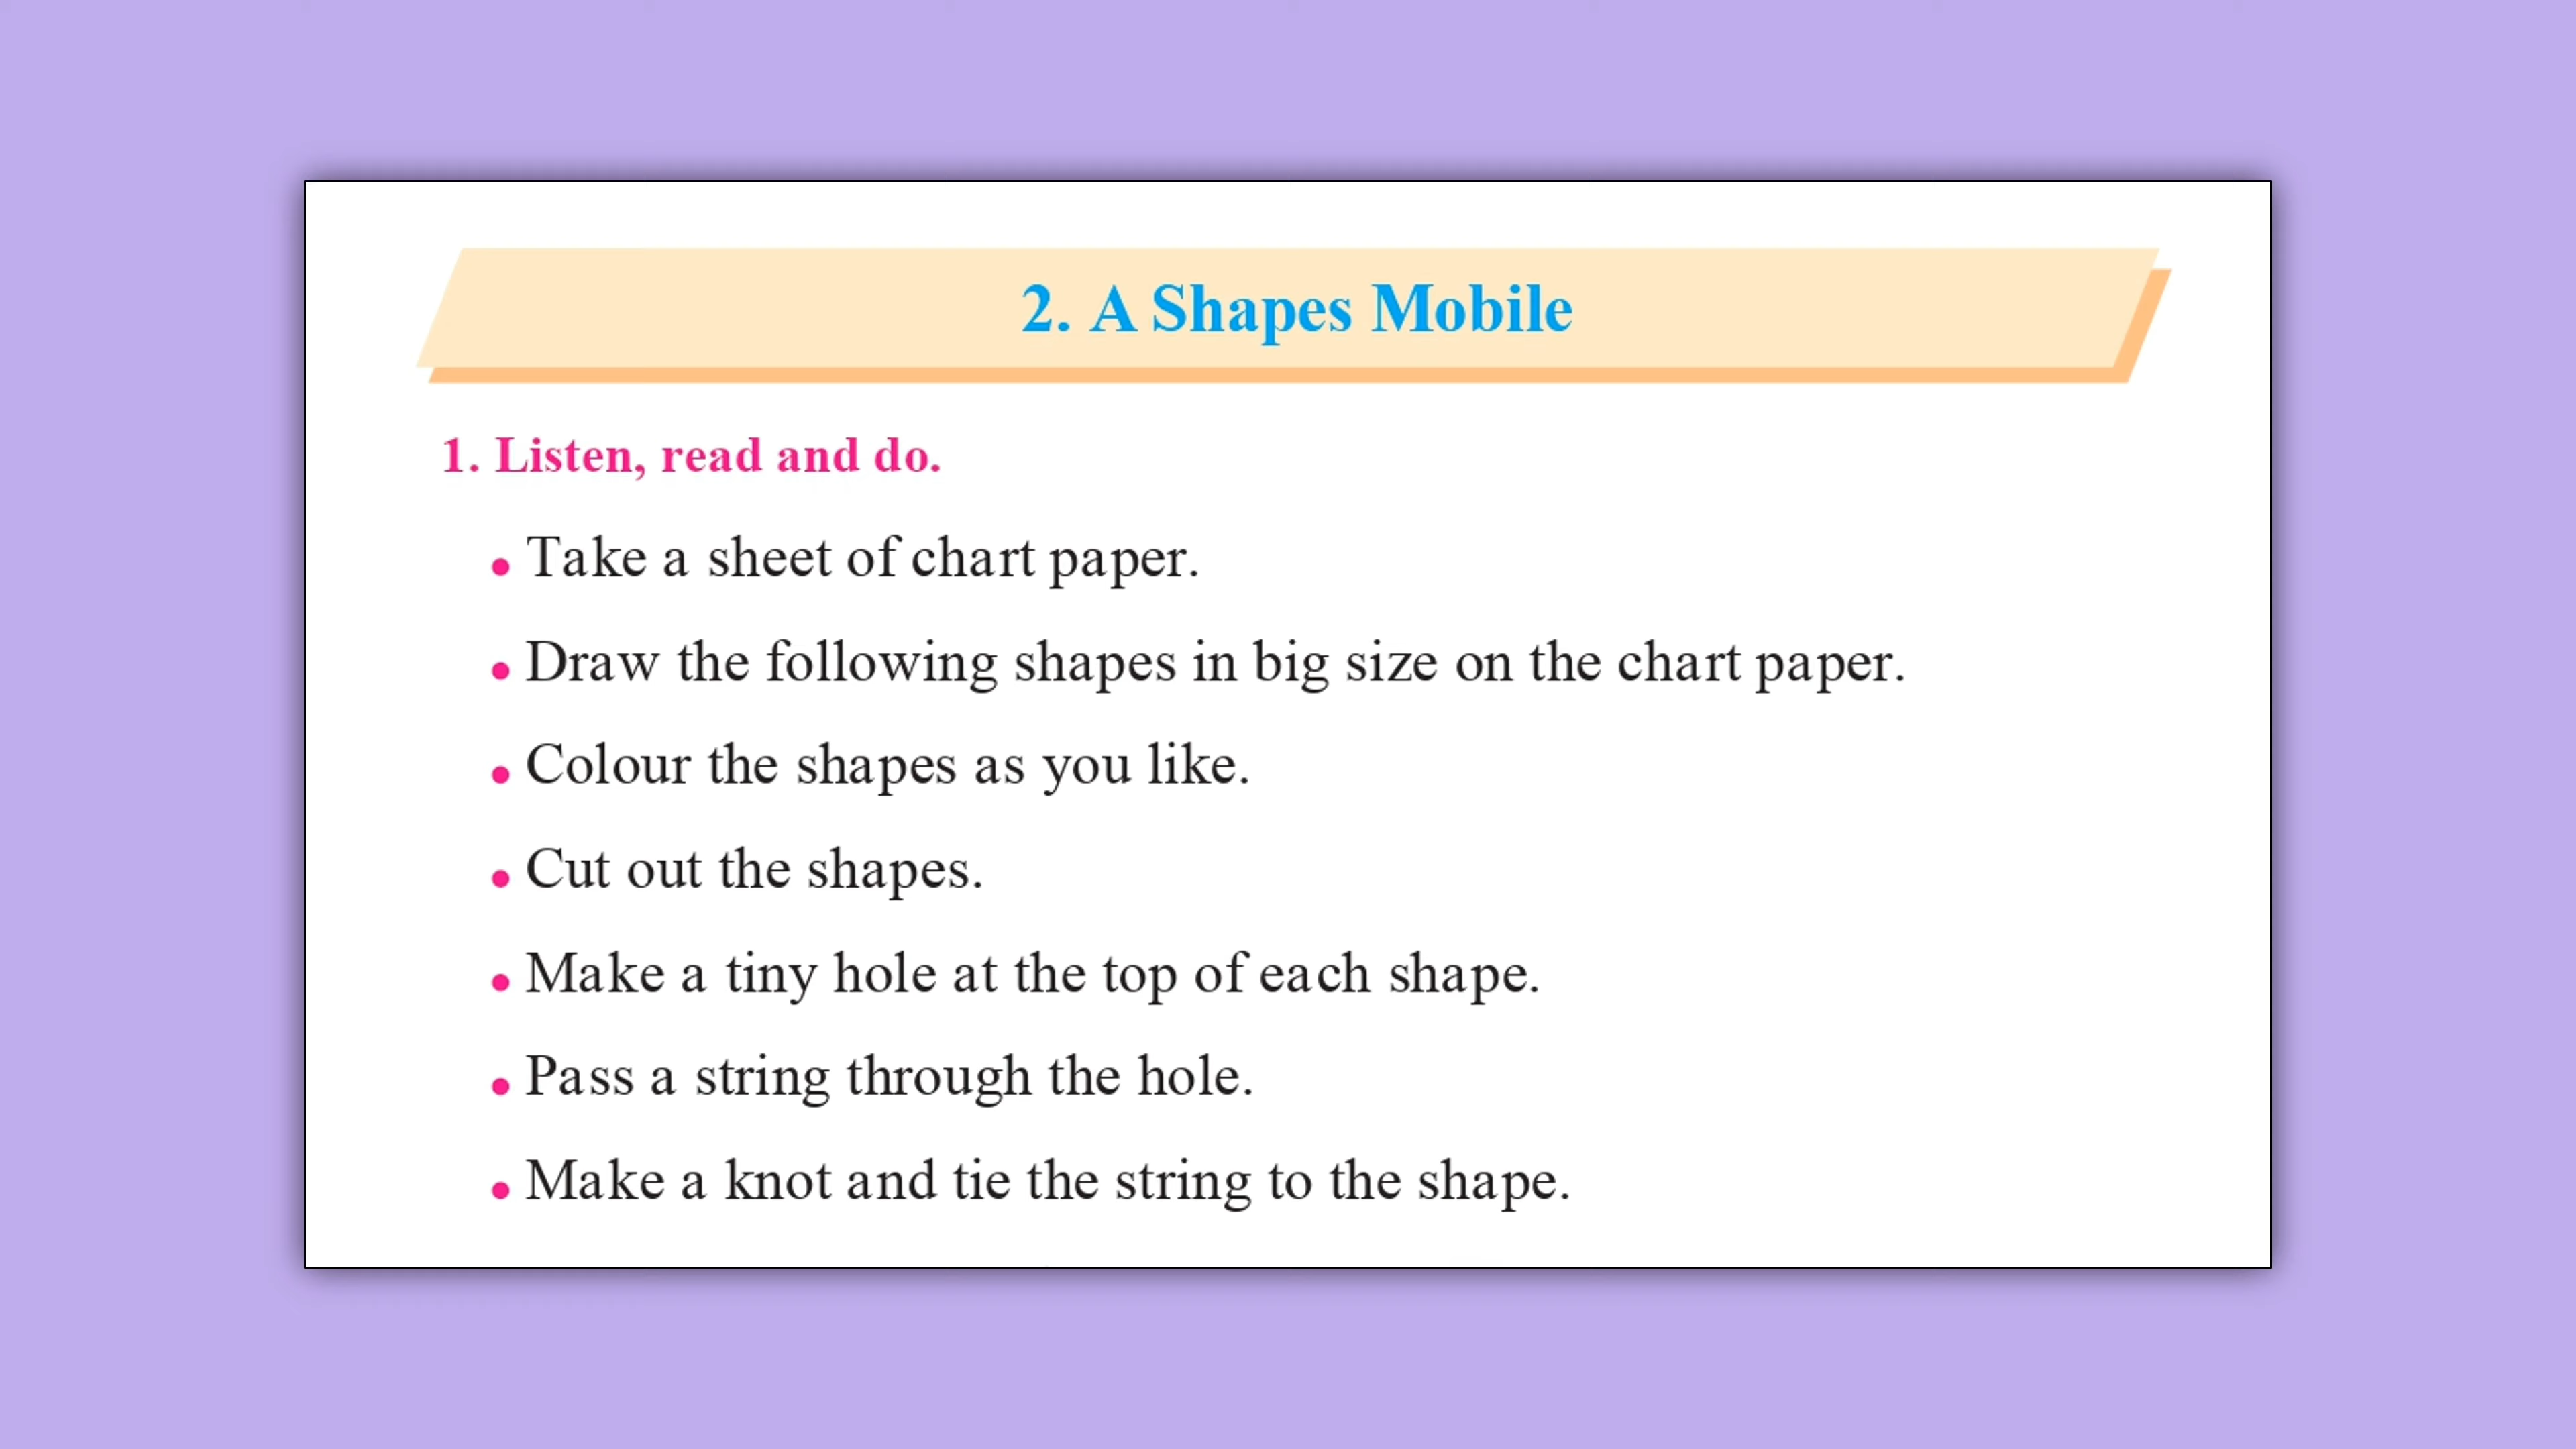 2. A Shapes Mobile
1. Listen, read and do.
• Take a sheet of chart paper.
• Draw the following shapes in big size on the chart paper.
• Colour the shapes as you like.
• Cut out the shapes.
• Make a tiny hole at the top of each shape.
• Pass a string through the hole.
• Make a knot and tie the string to the shape.